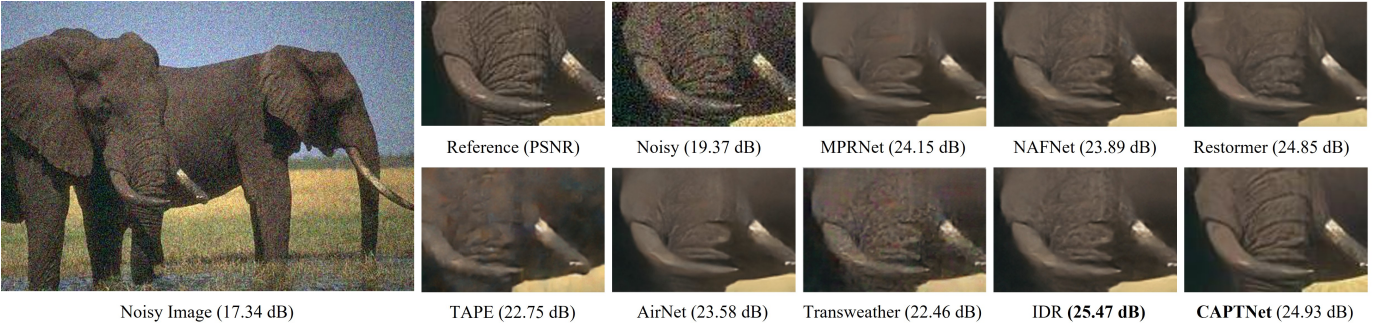 Reference (PSNR)
Noisy (19.37 dB)
MPRNet (24.15 dB)
NAFNet (23.89 dB)
Restormer (24.85 dB)
Noisy Image (17.34 dB)
TAPE (22.75 dB)
AirNet (23.58 dB)
Transweather (22.46 dB)
IDR (25.47 dB)
CAPTNet (24.93 dB)